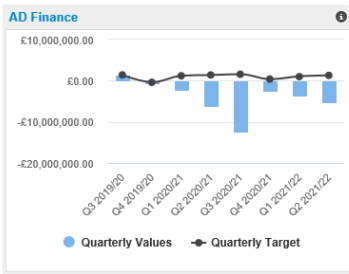 AD Finance
£10,000,000.00
£0.00
-£10,000,000.00
-£20,000,000.00
Q3 2019/20
Q4 2019/20
Q1 2020/21
Q2 2020/21
Q3 2020/21
Q4 2020/21
Q1 2021/22
Q2 2021/22
Quarterly Values
Quarterly Target